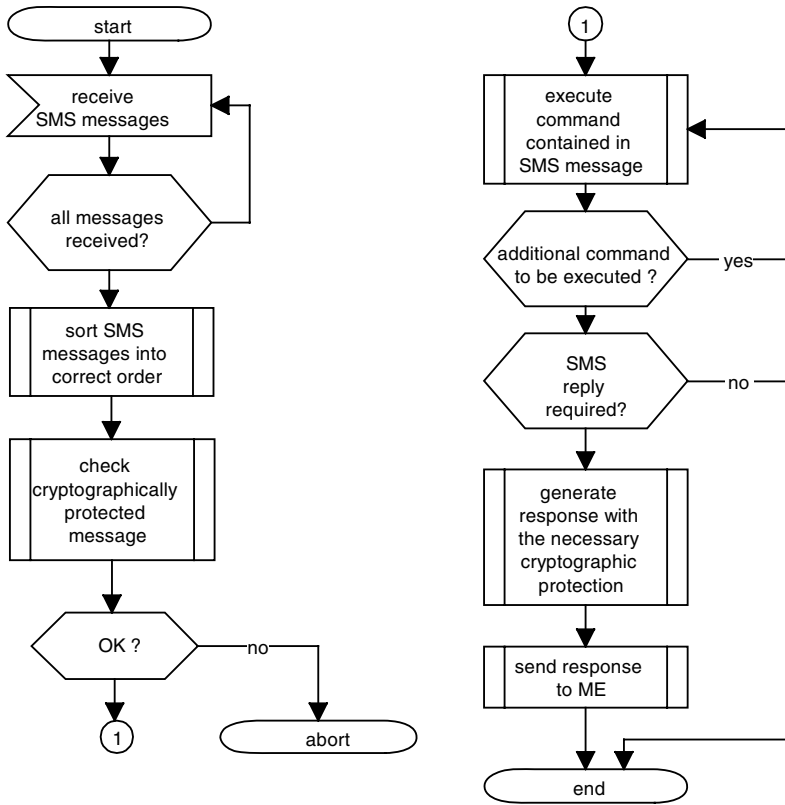 start
receive
SMS messages
all messages
received?
sort SMS
messages into
correct order
check
cryptographically
protected
message
OK ?
no
1
abort
1
execute
command
contained in
SMS message
additional command
to be executed ?
yes
SMS
reply
required?
no
generate
response with
the necessary
cryptographic
protection
send response
to ME
end